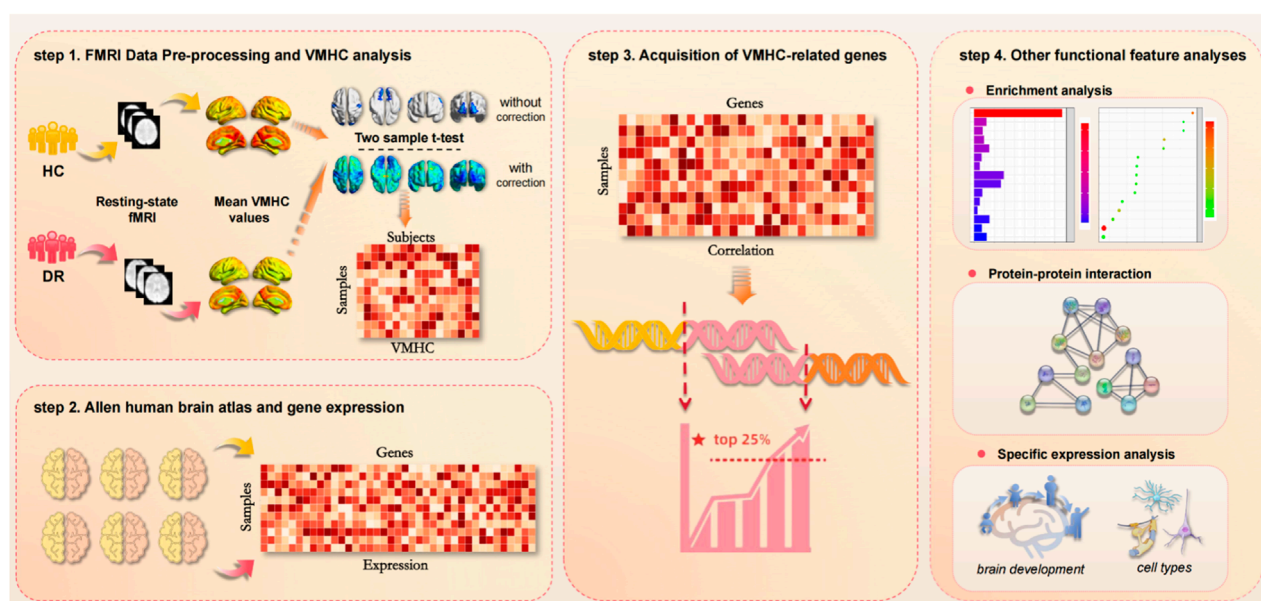 step 1. FMRI Data Pre-processing and VMHC analysis
HC
DR
Resting-state
fMRI
Mean VMHC
values
without
correction
Two sample t-test
with
correction
Subjects
Samples
VMHC
step 2. Allen human brain atlas and gene expression
Genes
Samples
Expression
step 3. Acquisition of VMHC-related genes
Genes
Samples
Correlation
★ top 25%
step 4. Other functional feature analyses
Enrichment analysis
Protein-protein interaction
Specific expression analysis
brain development
cell types